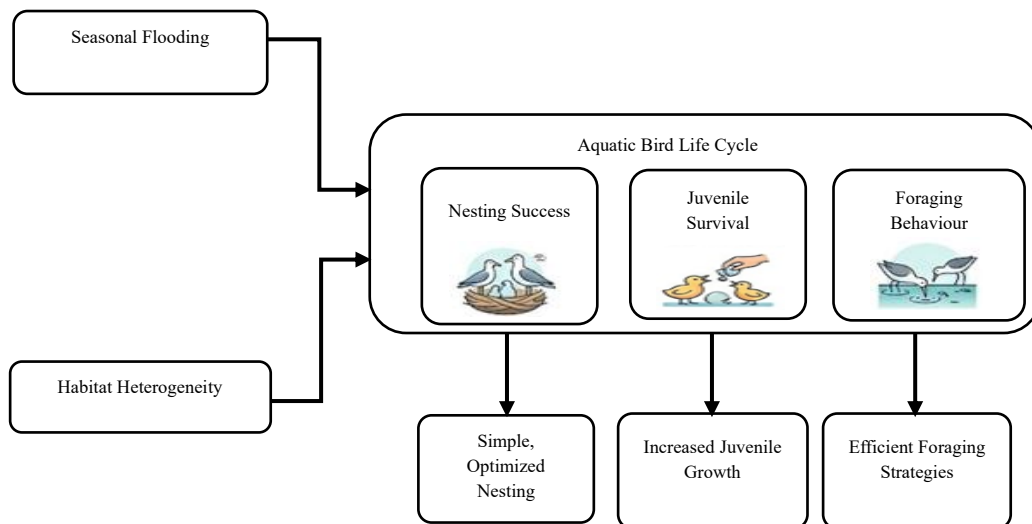 Seasonal Flooding
Aquatic Bird Life Cycle
Nesting Success
Juvenile
Survival
Foraging
Behaviour
Habitat Heterogeneity
Simple,
Optimized
Nesting
Increased Juvenile
Growth
Efficient Foraging
Strategies